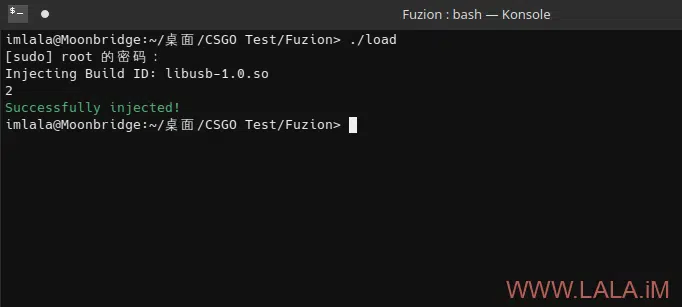 Fuzion : bash — Konsole
imlala@Moonbridge:~/桌面/CSGO Test/Fuzion> ./load
[sudo] root 的密码：
Injecting Build ID: libusb-1.0.so
2
Successfully injected!
imlala@Moonbridge:~/桌面/CSGO Test/Fuzion>
WWW.LALA.iM